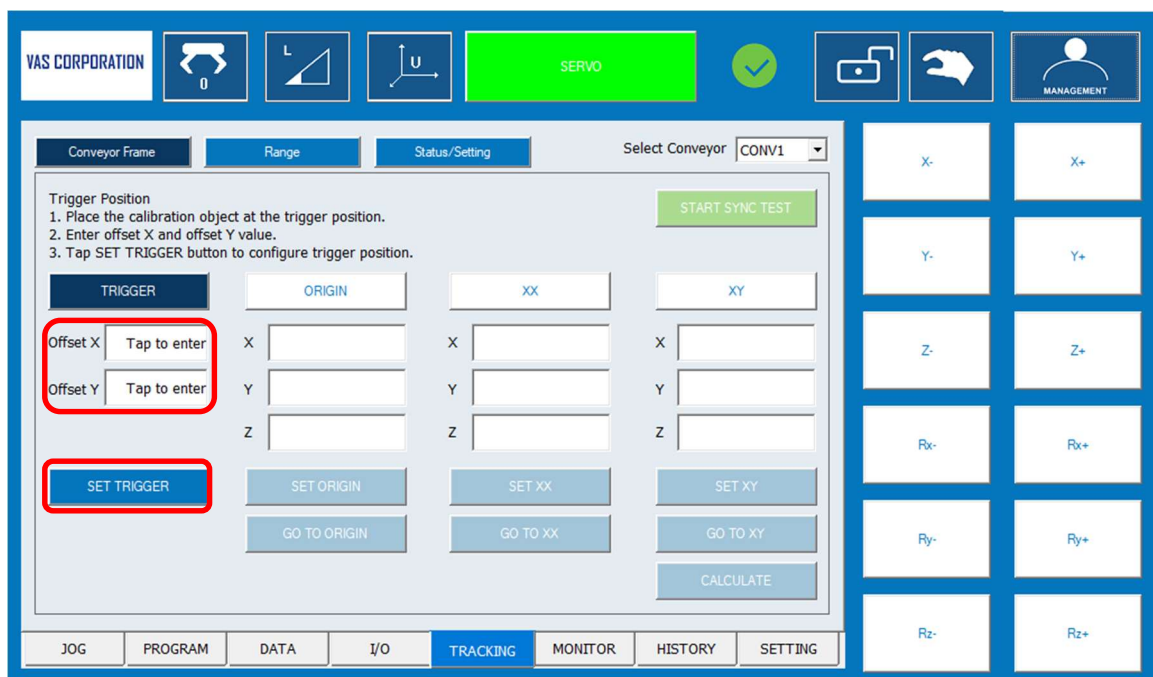 VAS CORPORATION
0
L
U
SERVO
MANAGEMENT
Conveyor Frame
Range
Status/Setting
Select Conveyor
CONV1
Trigger Position
1. Place the calibration object at the trigger position.
2. Enter offset X and offset Y value.
3. Tap SET TRIGGER button to configure trigger position.
START SYNC TEST
TRIGGER
ORIGIN
XX
XY
Offset X
Tap to enter
X
X
X
Offset Y
Tap to enter
Y
Y
Y
Z
Z
Z
SET TRIGGER
SET ORIGIN
SET XX
SET XY
GO TO ORIGIN
GO TO XX
GO TO XY
CALCULATE
JOG
PROGRAM
DATA
I/O
TRACKING
MONITOR
HISTORY
SETTING
X-
X+
Y-
Y+
Z-
Z+
Rx-
Rx+
Ry-
Ry+
Rz-
Rz+